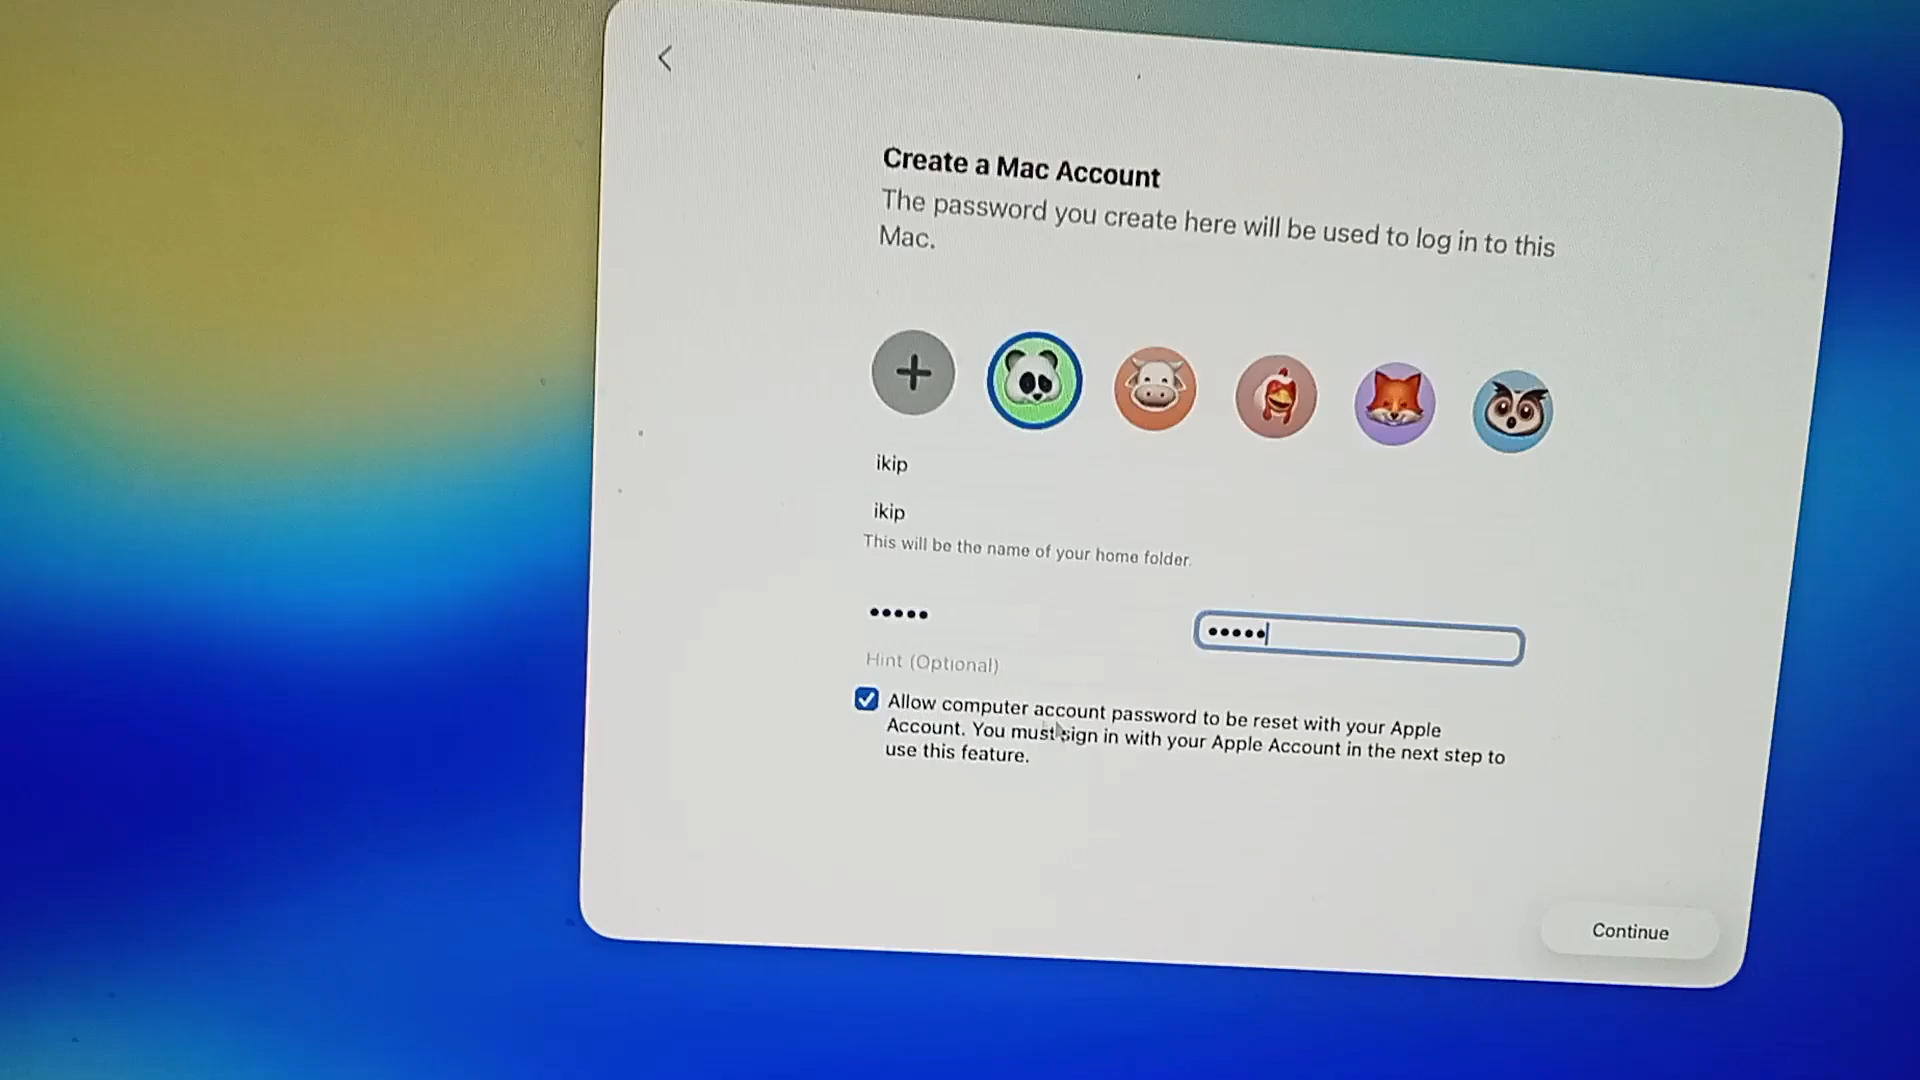 Create a Mac Account
The password you create here will be used to log in to this
Mac.
ikip
ikip
This will be the name of your home folder.
•••••
•••••
Hint (Optional)
Allow computer account password to be reset with your Apple
Account. You must sign in with your Apple Account in the next step to
use this feature.
Continue